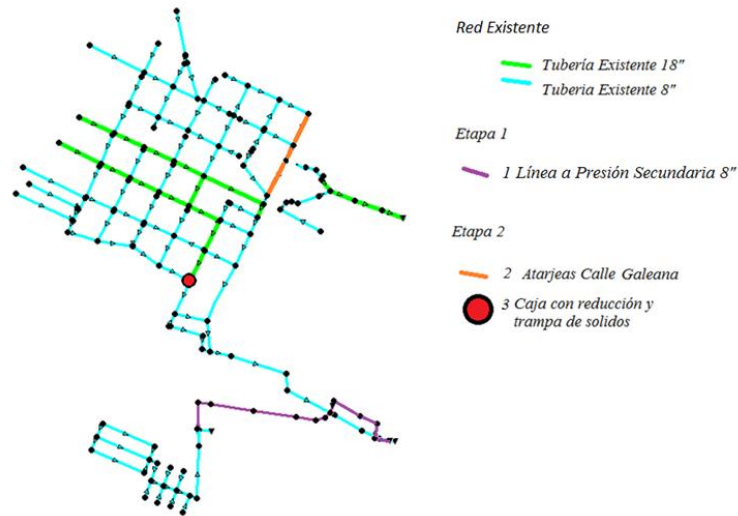 Red Existente
Tubería Existente 18"
Tuberia Existente 8"
Etapa 1
1 Línea a Presión Secundaria 8"
Etapa 2
2 Atarjeas Calle Galeana
3 Caja con reducción y
trampa de solidos